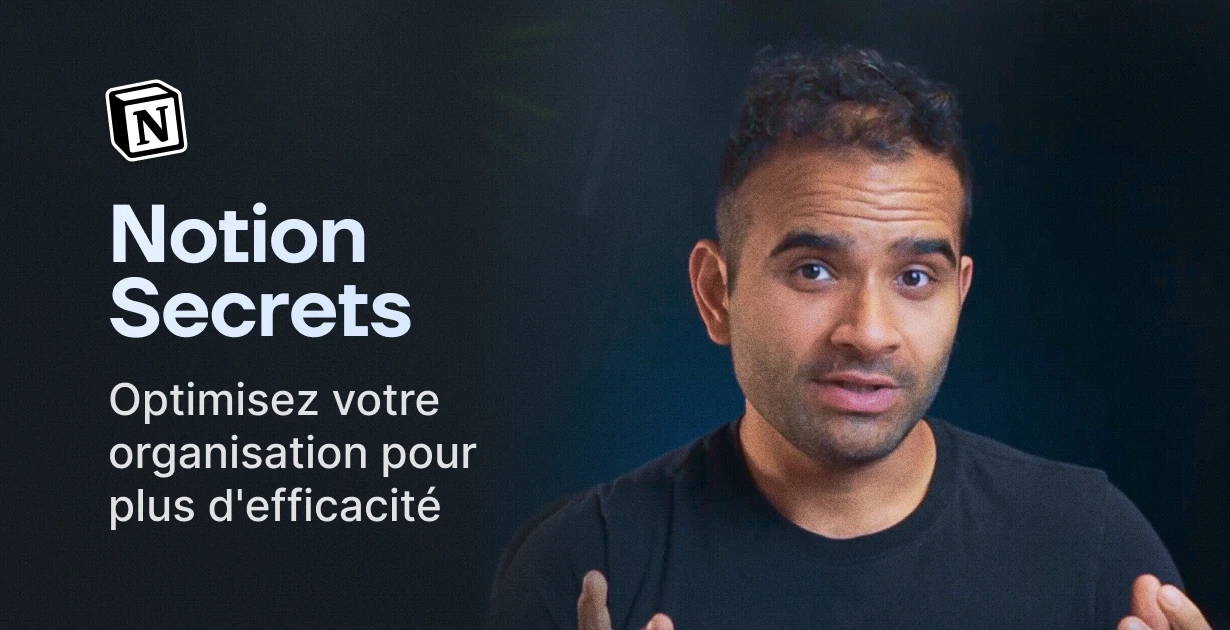 N
Notion
Secrets
Optimisez votre
organisation pour
plus d'efficacité